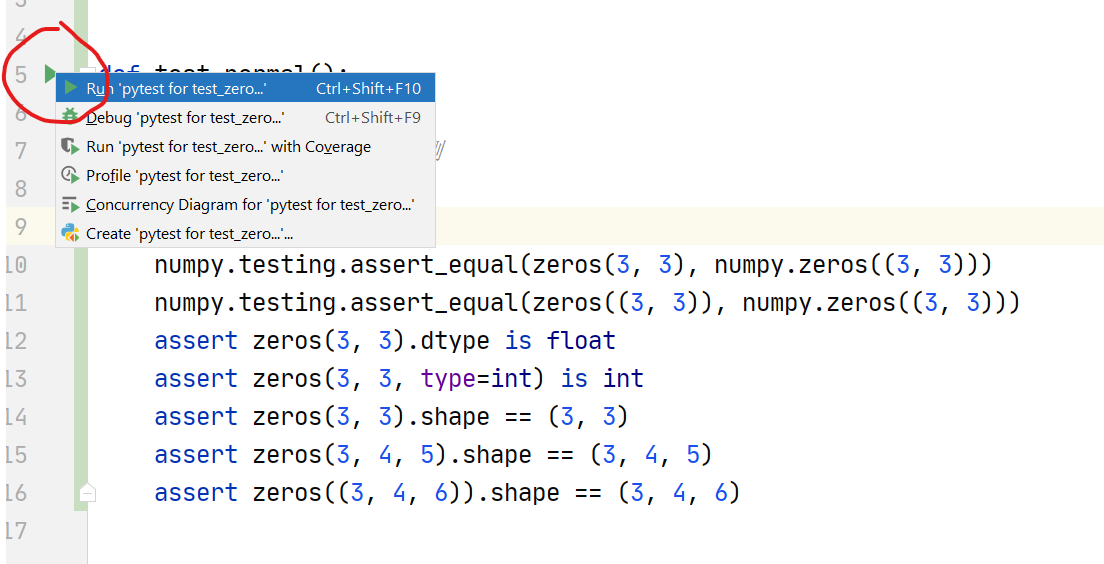 3
4
5 def test_normal():
Run 'pytest for test_zero...' Ctrl+Shift+F10
6
Debug 'pytest for test_zero...' Ctrl+Shift+F9
7
Run 'pytest for test_zero...' with Coverage
8
Profile 'pytest for test_zero...'
Concurrency Diagram for 'pytest for test_zero...'
9
Create 'pytest for test_zero...'...
10 numpy.testing.assert_equal(zeros(3, 3), numpy.zeros((3, 3)))
11 numpy.testing.assert_equal(zeros((3, 3)), numpy.zeros((3, 3)))
12 assert zeros(3, 3).dtype is float
13 assert zeros(3, 3, type=int) is int
14 assert zeros(3, 3).shape == (3, 3)
15 assert zeros(3, 4, 5).shape == (3, 4, 5)
16 assert zeros((3, 4, 6)).shape == (3, 4, 6)
17